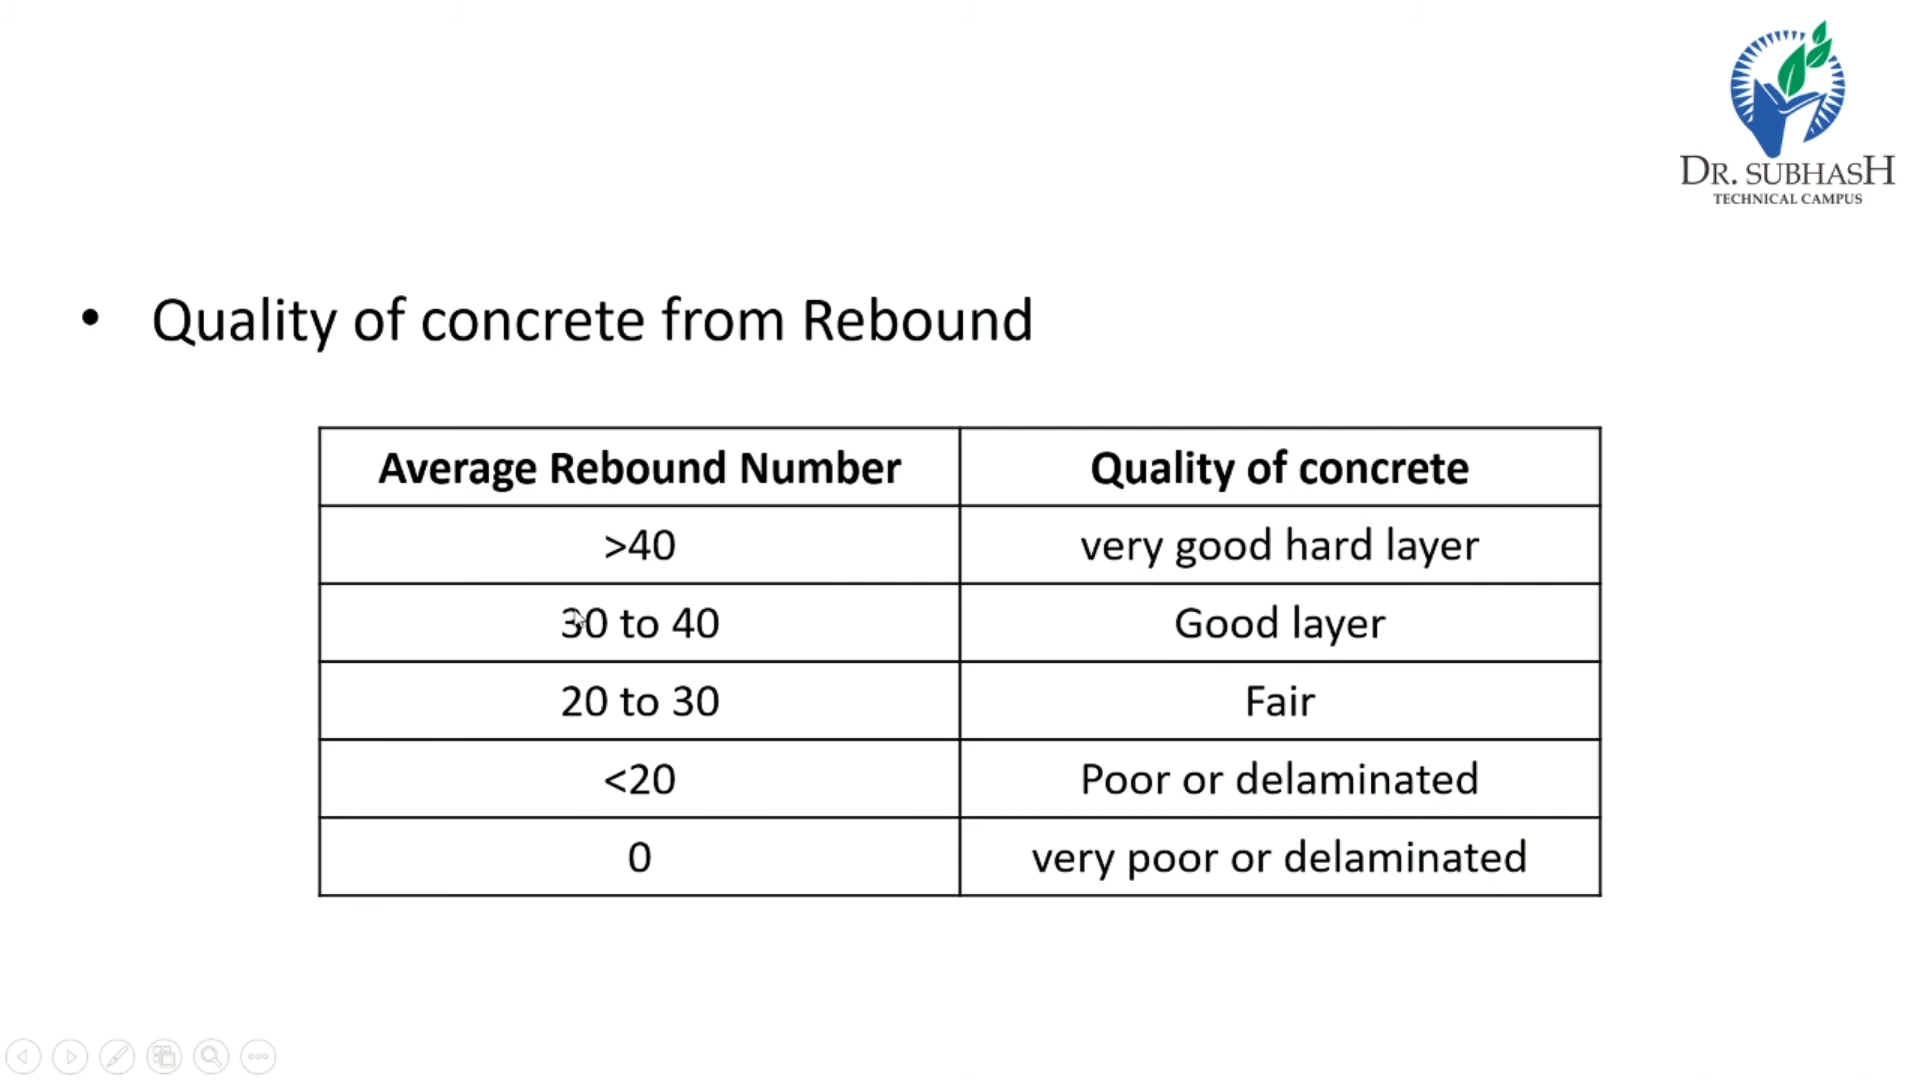 DR. SUBHASH
TECHNICAL CAMPUS
• Quality of concrete from Rebound
Average Rebound Number Quality of concrete
>40 very good hard layer
30 to 40 Good layer
20 to 30 Fair
<20 Poor or delaminated
0 very poor or delaminated